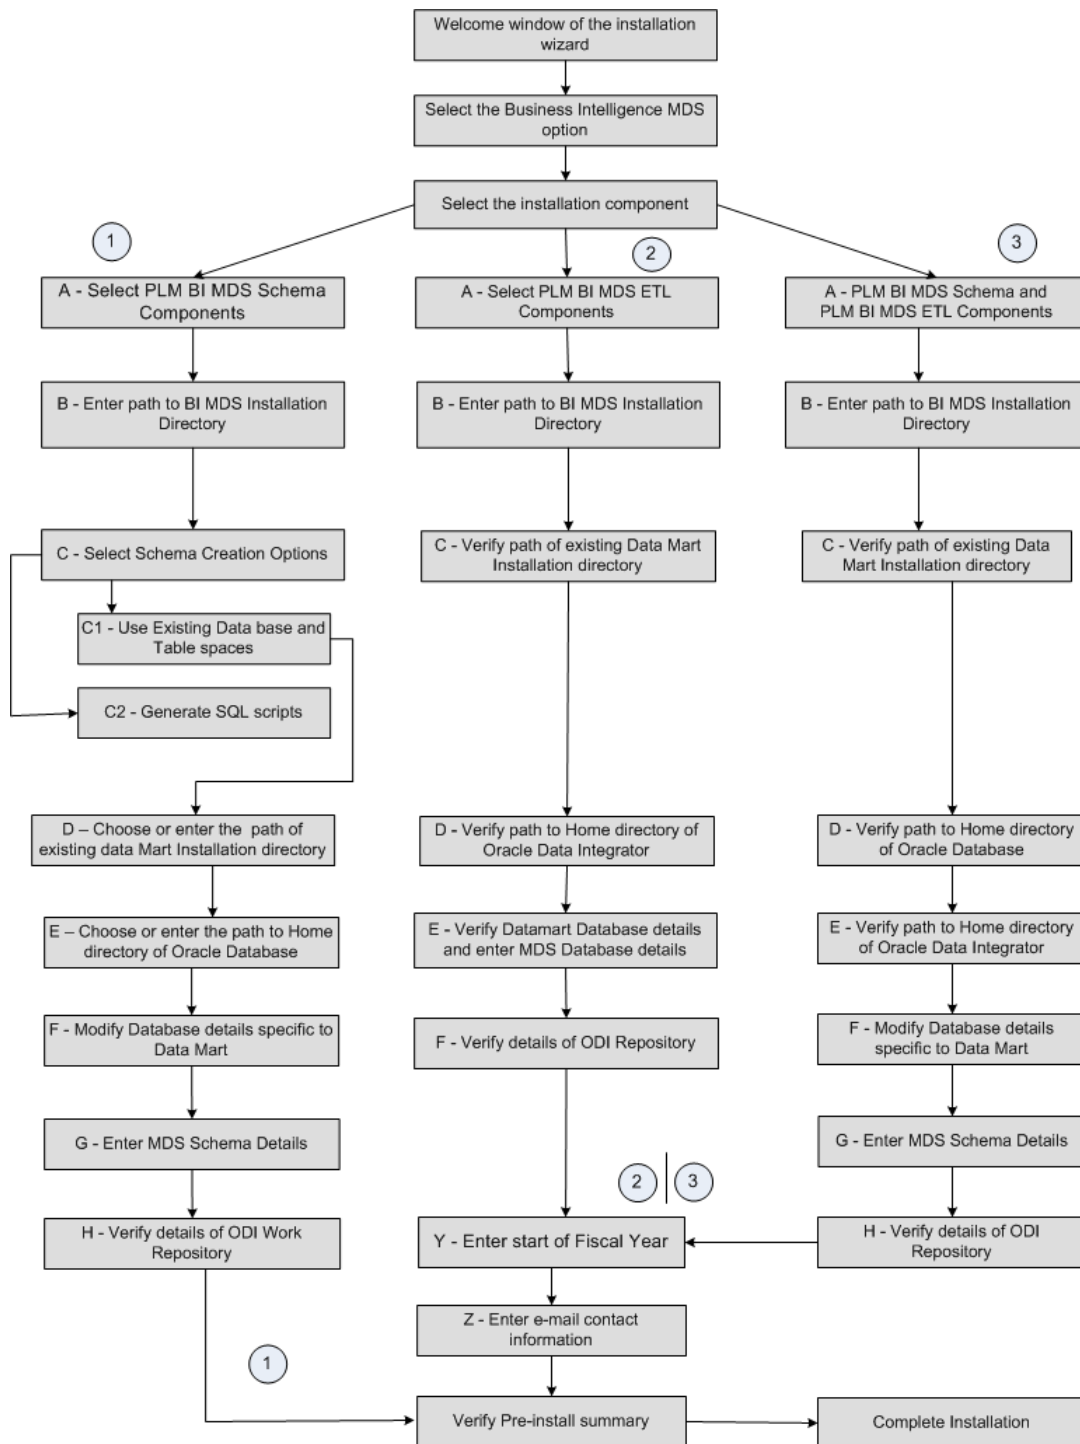 Welcome window of the installation
wizard
Select the Business Intelligence MDS
option
Select the installation component
1
2
3
A - Select PLM BI MDS Schema
Components
A - Select PLM BI MDS ETL
Components
A - PLM BI MDS Schema and
PLM BI MDS ETL Components
B - Enter path to BI MDS Installation
Directory
B - Enter path to BI MDS Installation
Directory
B - Enter path to BI MDS Installation
Directory
C - Select Schema Creation Options
C - Verify path of existing Data Mart
Installation directory
C - Verify path of existing Data
Mart Installation directory
C1 - Use Existing Data base and
Table spaces
C2 - Generate SQL scripts
D – Choose or enter the path of
existing data Mart Installation directory
D - Verify path to Home directory of
Oracle Data Integrator
D - Verify path to Home directory
of Oracle Database
E – Choose or enter the path to Home
directory of Oracle Database
E - Verify Datamart Database details
and enter MDS Database details
E - Verify path to Home directory
of Oracle Data Integrator
F - Modify Database details specific to
Data Mart
F - Verify details of ODI Repository
F - Modify Database details
specific to Data Mart
G - Enter MDS Schema Details
G - Enter MDS Schema Details
2
3
H - Verify details of ODI Work
Repository
Y - Enter start of Fiscal Year
H - Verify details of ODI
Repository
Z - Enter e-mail contact
information
1
Verify Pre-install summary
Complete Installation